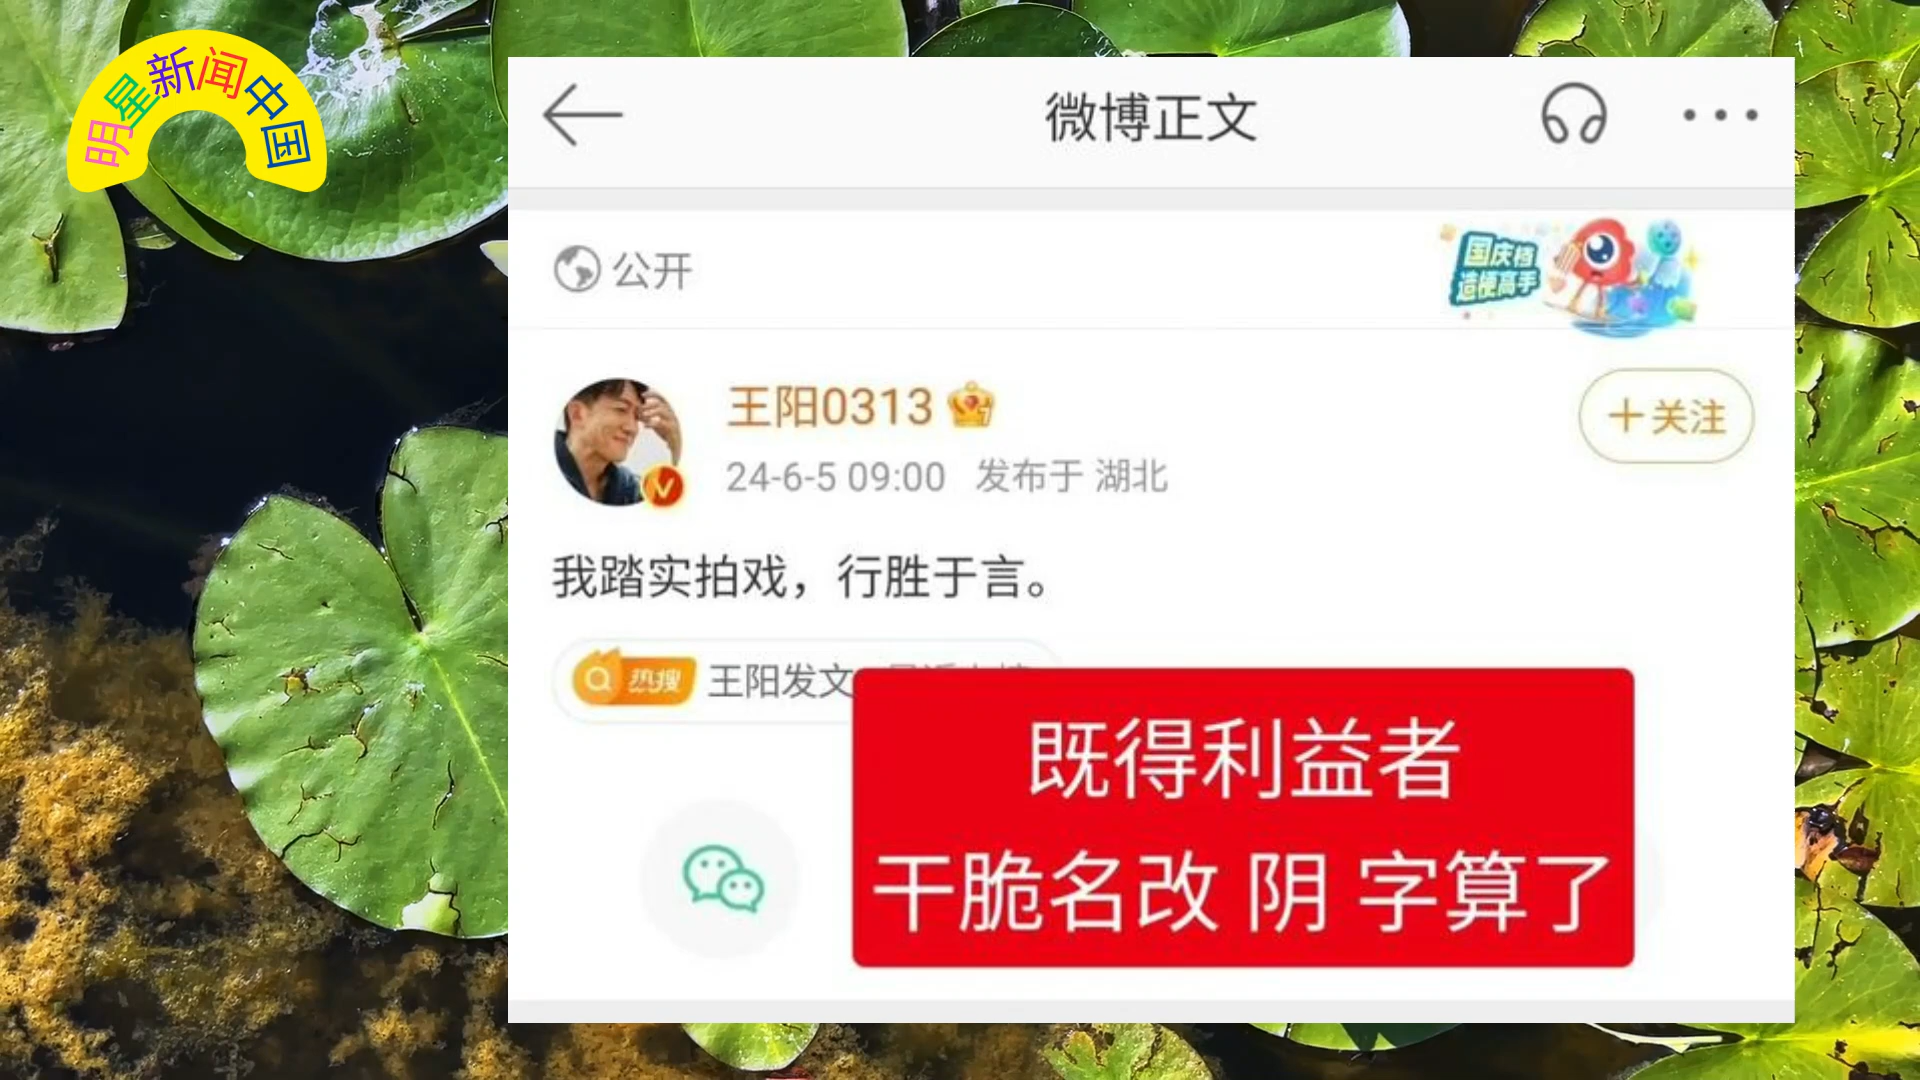 明星新闻中国
微博正文
公开
国庆档
造梗高手
王阳0313
+关注
24-6-5 09:00 发布于 湖北
我踏实拍戏，行胜于言。
热搜 王阳发文
既得利益者
干脆名改 阴 字算了